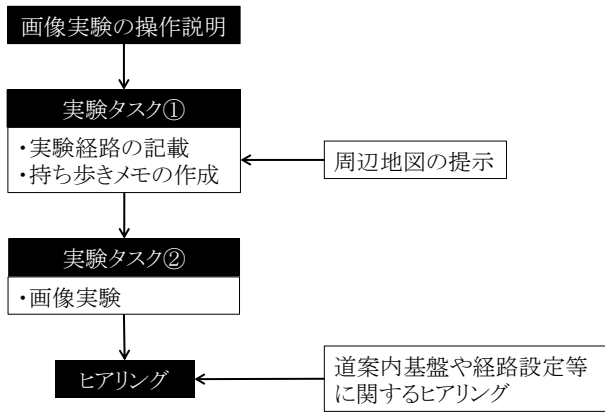 画像実験の操作説明
実験タスク①
・実験経路の記載
・持ち歩きメモの作成
周辺地図の提示
実験タスク②
・画像実験
ヒアリング
道案内基盤や経路設定等
に関するヒアリング